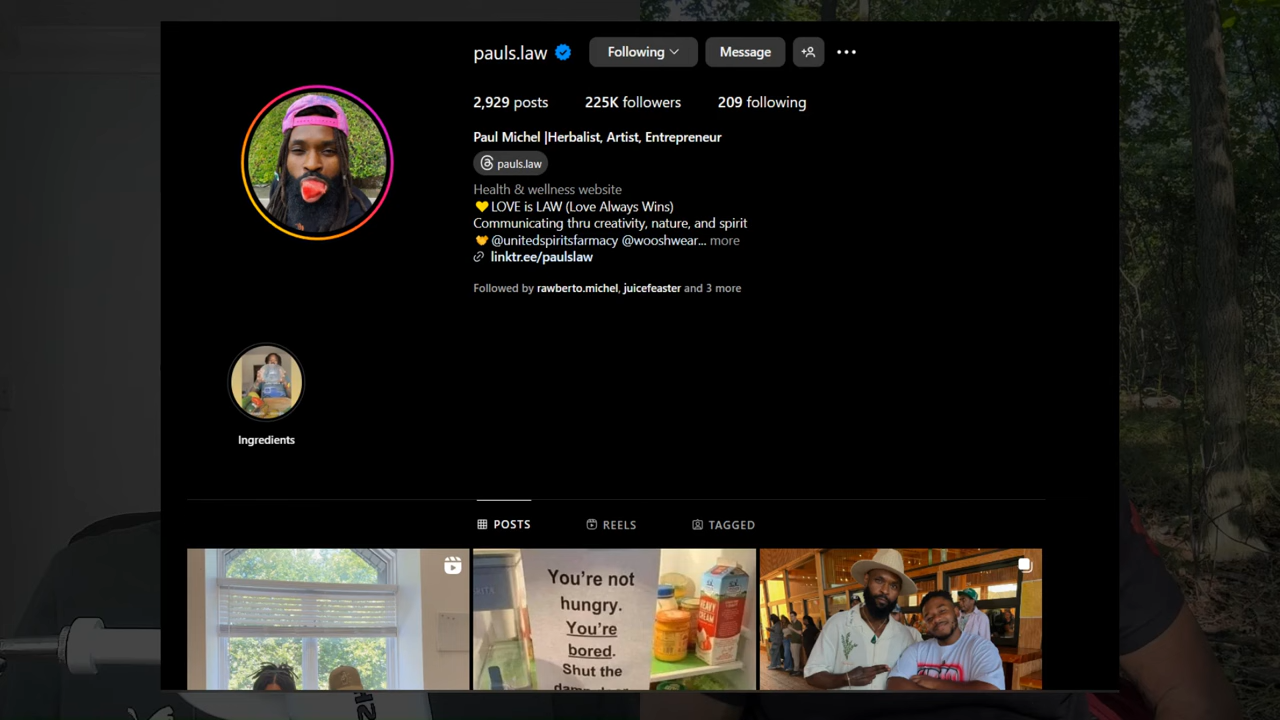 pauls.law Following Message
2,929 posts 225K followers 209 following
Paul Michel |Herbalist, Artist, Entrepreneur
pauls.law
Health & wellness website
💛 LOVE is LAW (Love Always Wins)
Communicating thru creativity, nature, and spirit
@unitedspiritsfarmacy @wooshwear... more
linktr.ee/paulslaw
Followed by rawberto.michel, juicefeaster and 3 more
Ingredients
POSTS REELS TAGGED
You're not
hungry.
You're
bored.
Shut the
HEAVY
CREAM